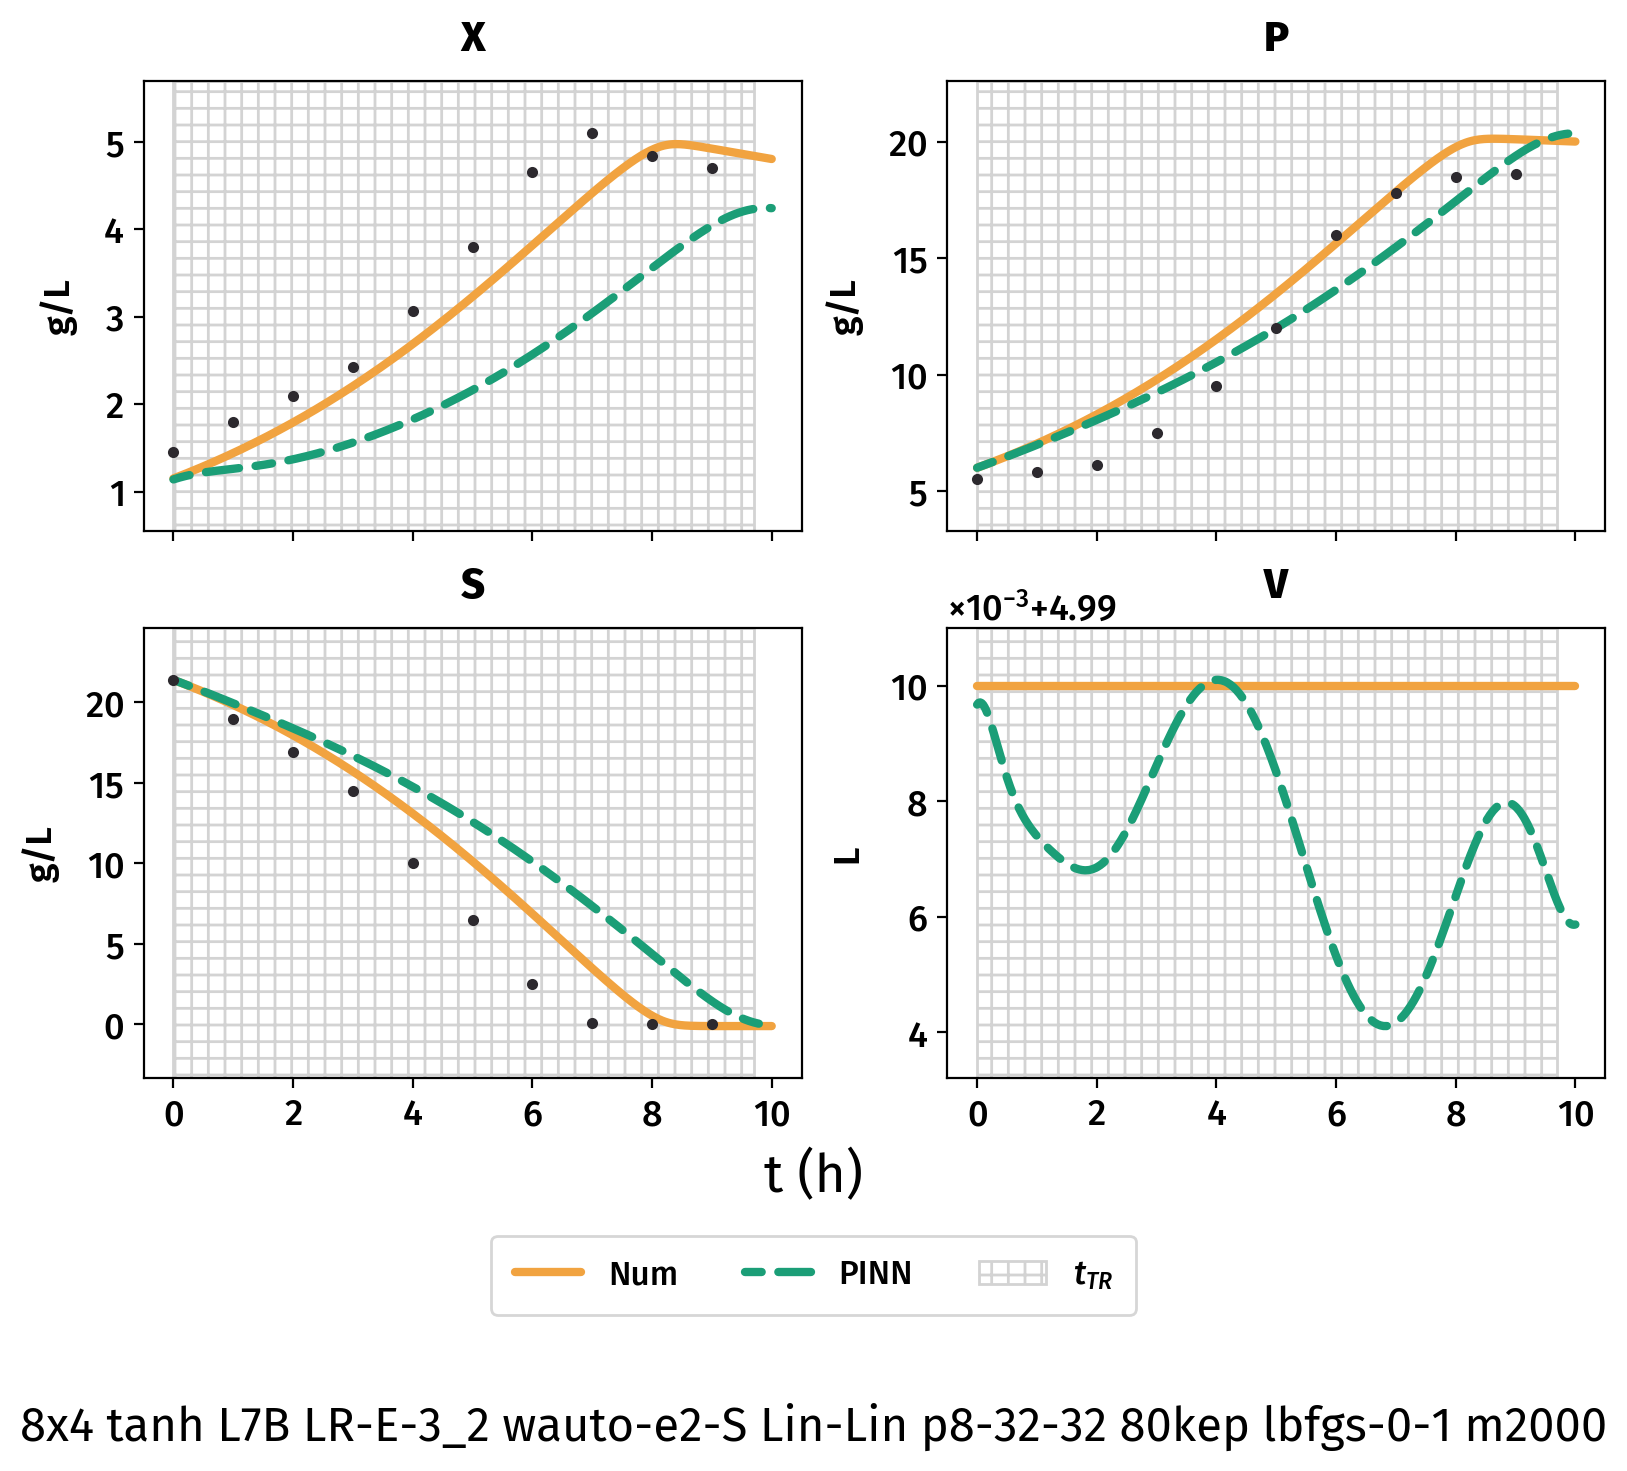 X
P
g/L
5
4
3
2
1
g/L
20
15
10
5
S
V
×10⁻³+4.99
g/L
20
15
10
5
0
L
10
8
6
4
0 2 4 6 8 10
0 2 4 6 8 10
t (h)
Num PINN t_TR
8x4 tanh L7B LR-E-3_2 wauto-e2-S Lin-Lin p8-32-32 80kep lbfgs-0-1 m2000